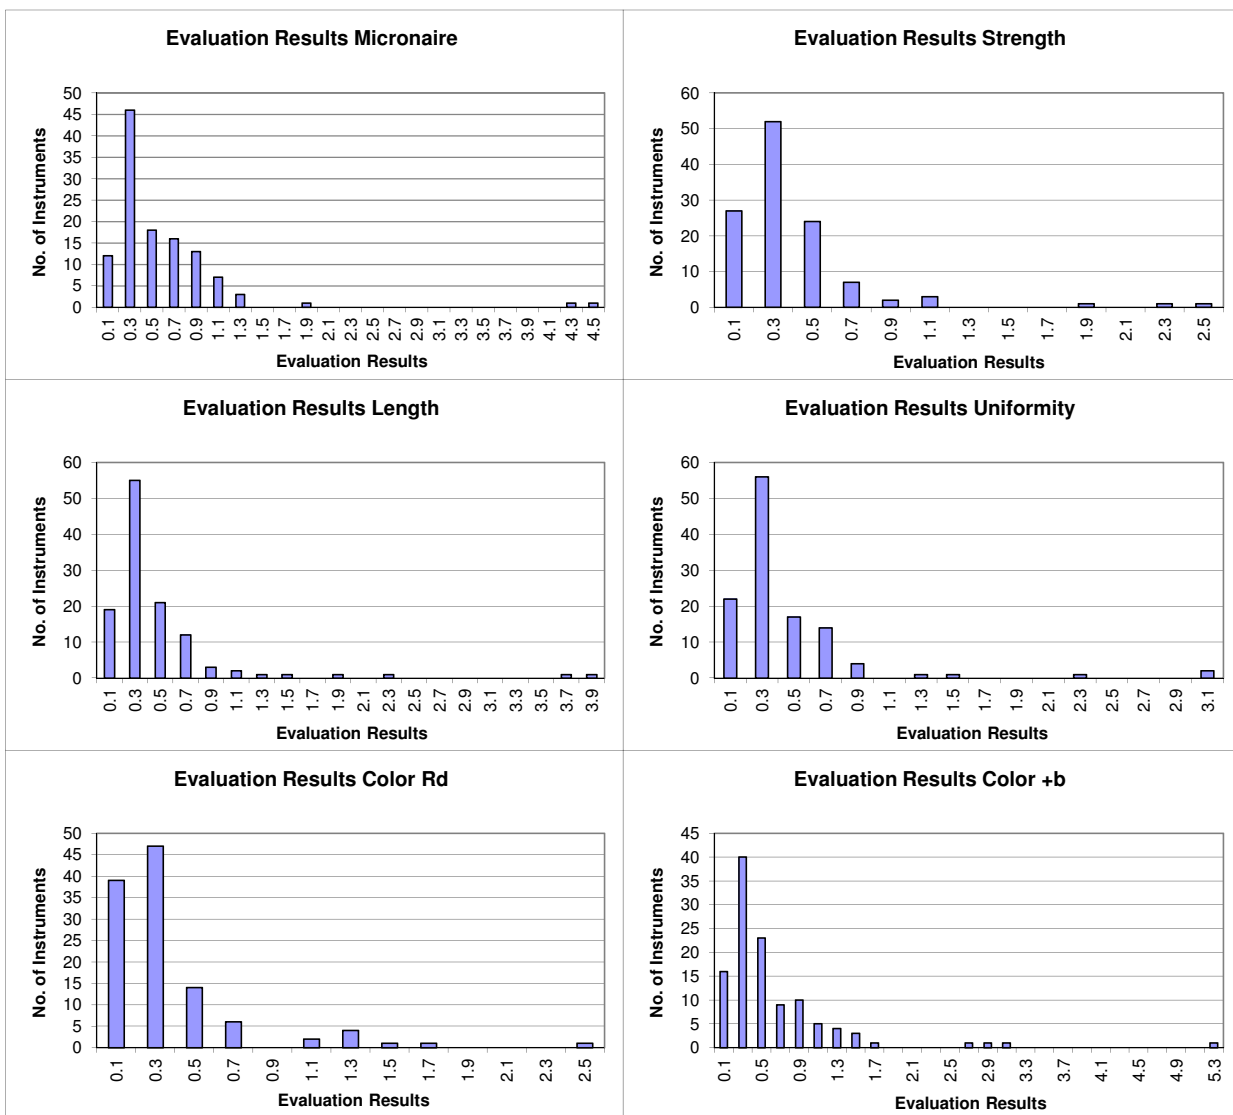 Evaluation Results Micronaire
50
45
40
35
30
25
20
15
10
5
0
No. of Instruments
0.1 0.3 0.5 0.7 0.9 1.1 1.3 1.5 1.7 1.9 2.1 2.3 2.5 2.7 2.9 3.1 3.3 3.5 3.7 3.9 4.1 4.3 4.5
Evaluation Results
Evaluation Results Strength
60
50
40
30
20
10
0
No. of Instruments
0.1 0.3 0.5 0.7 0.9 1.1 1.3 1.5 1.7 1.9 2.1 2.3 2.5
Evaluation Results
Evaluation Results Length
60
50
40
30
20
10
0
No. of Instruments
0.1 0.3 0.5 0.7 0.9 1.1 1.3 1.5 1.7 1.9 2.1 2.3 2.5 2.7 2.9 3.1 3.3 3.5 3.7 3.9
Evaluation Results
Evaluation Results Uniformity
60
50
40
30
20
10
0
No. of Instruments
0.1 0.3 0.5 0.7 0.9 1.1 1.3 1.5 1.7 1.9 2.1 2.3 2.5 2.7 2.9 3.1
Evaluation Results
Evaluation Results Color Rd
50
45
40
35
30
25
20
15
10
5
0
No. of Instruments
0.1 0.3 0.5 0.7 0.9 1.1 1.3 1.5 1.7 1.9 2.1 2.3 2.5
Evaluation Results
Evaluation Results Color +b
45
40
35
30
25
20
15
10
5
0
No. of Instruments
0.1 0.5 0.9 1.3 1.7 2.1 2.5 2.9 3.3 3.7 4.1 4.5 4.9 5.3
Evaluation Results